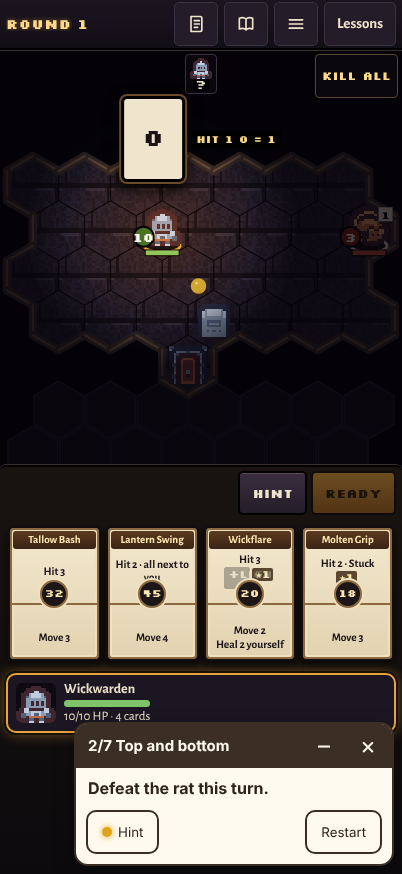 ROUND 1
Lessons
?
KILL ALL
0
HIT 1 0 = 1
10
1
3
HINT
READY
Tallow Bash
Hit 3
32
Move 3
Lantern Swing
Hit 2 · all next to
you
45
Move 4
Wickflare
Hit 3
+1 1
20
Move 2
Heal 2 yourself
Molten Grip
Hit 2 · Stuck
18
Move 3
Wickwarden
10/10 HP · 4 cards
2/7 Top and bottom
Defeat the rat this turn.
Hint
Restart